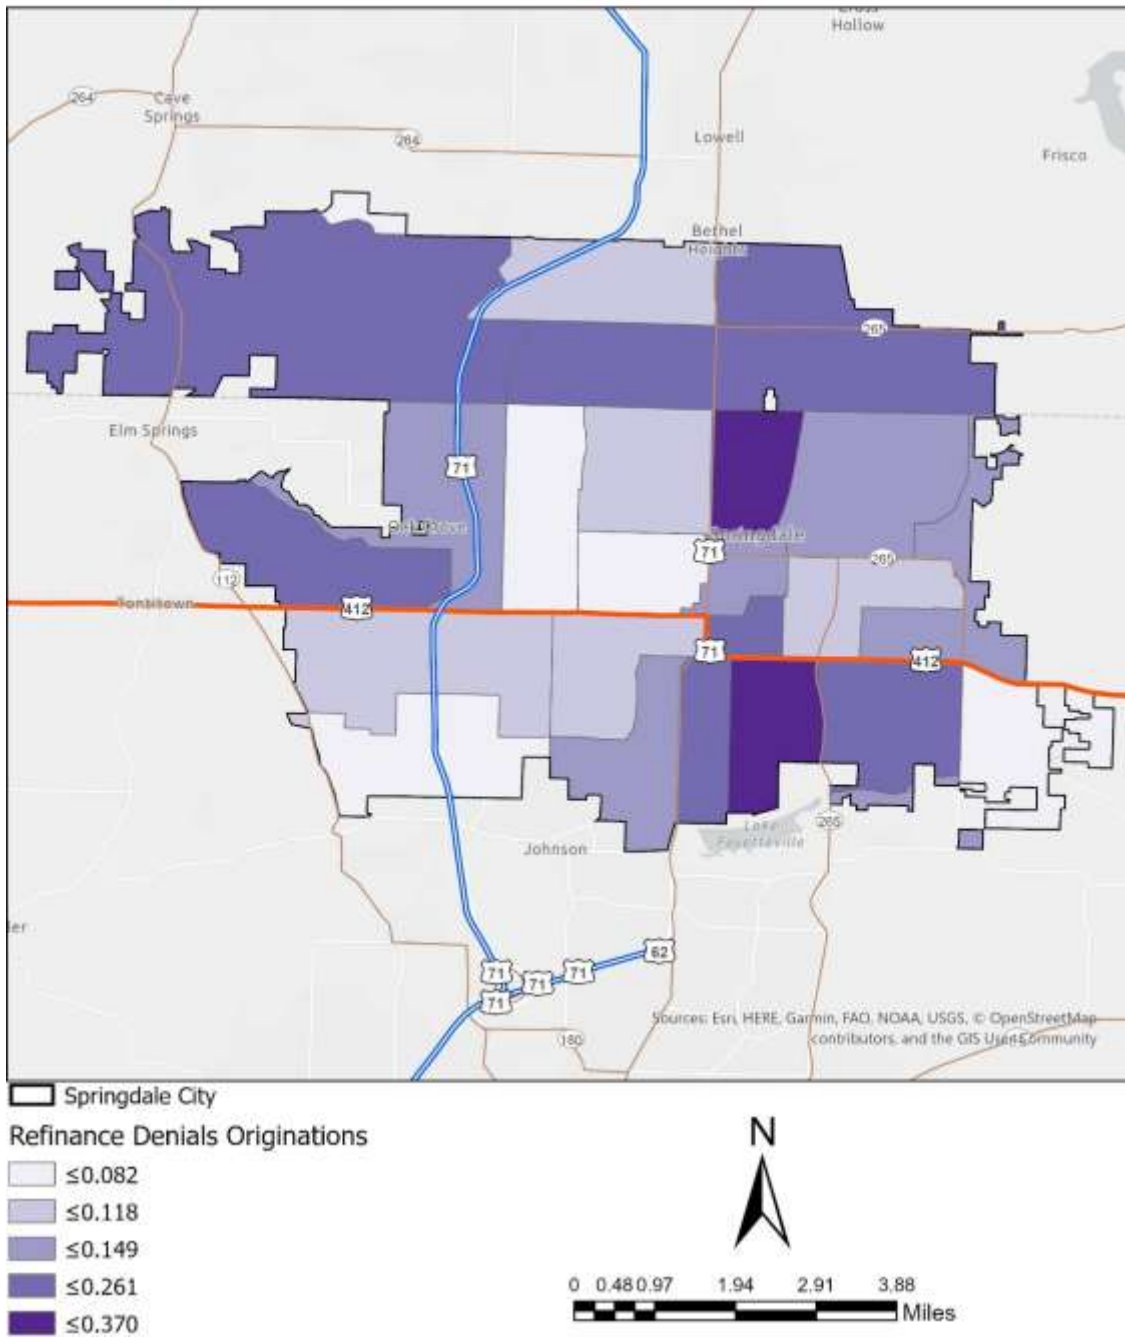 Cross
Hollow
264
Cave
Springs
264
Lowell
Frisco
Bethel
Heights
265
Elm Springs
71
71
Springdale
265
112
Tontitown
412
71
412
Lake
Fayetteville
265
Johnson
62
71
71
71
71
180
Sources: Esri, HERE, Garmin, FAO, NOAA, USGS, © OpenStreetMap
contributors, and the GIS User Community
Springdale City
Refinance Denials Originations
≤0.082
≤0.118
≤0.149
≤0.261
≤0.370
N
0 0.48 0.97 1.94 2.91 3.88
Miles